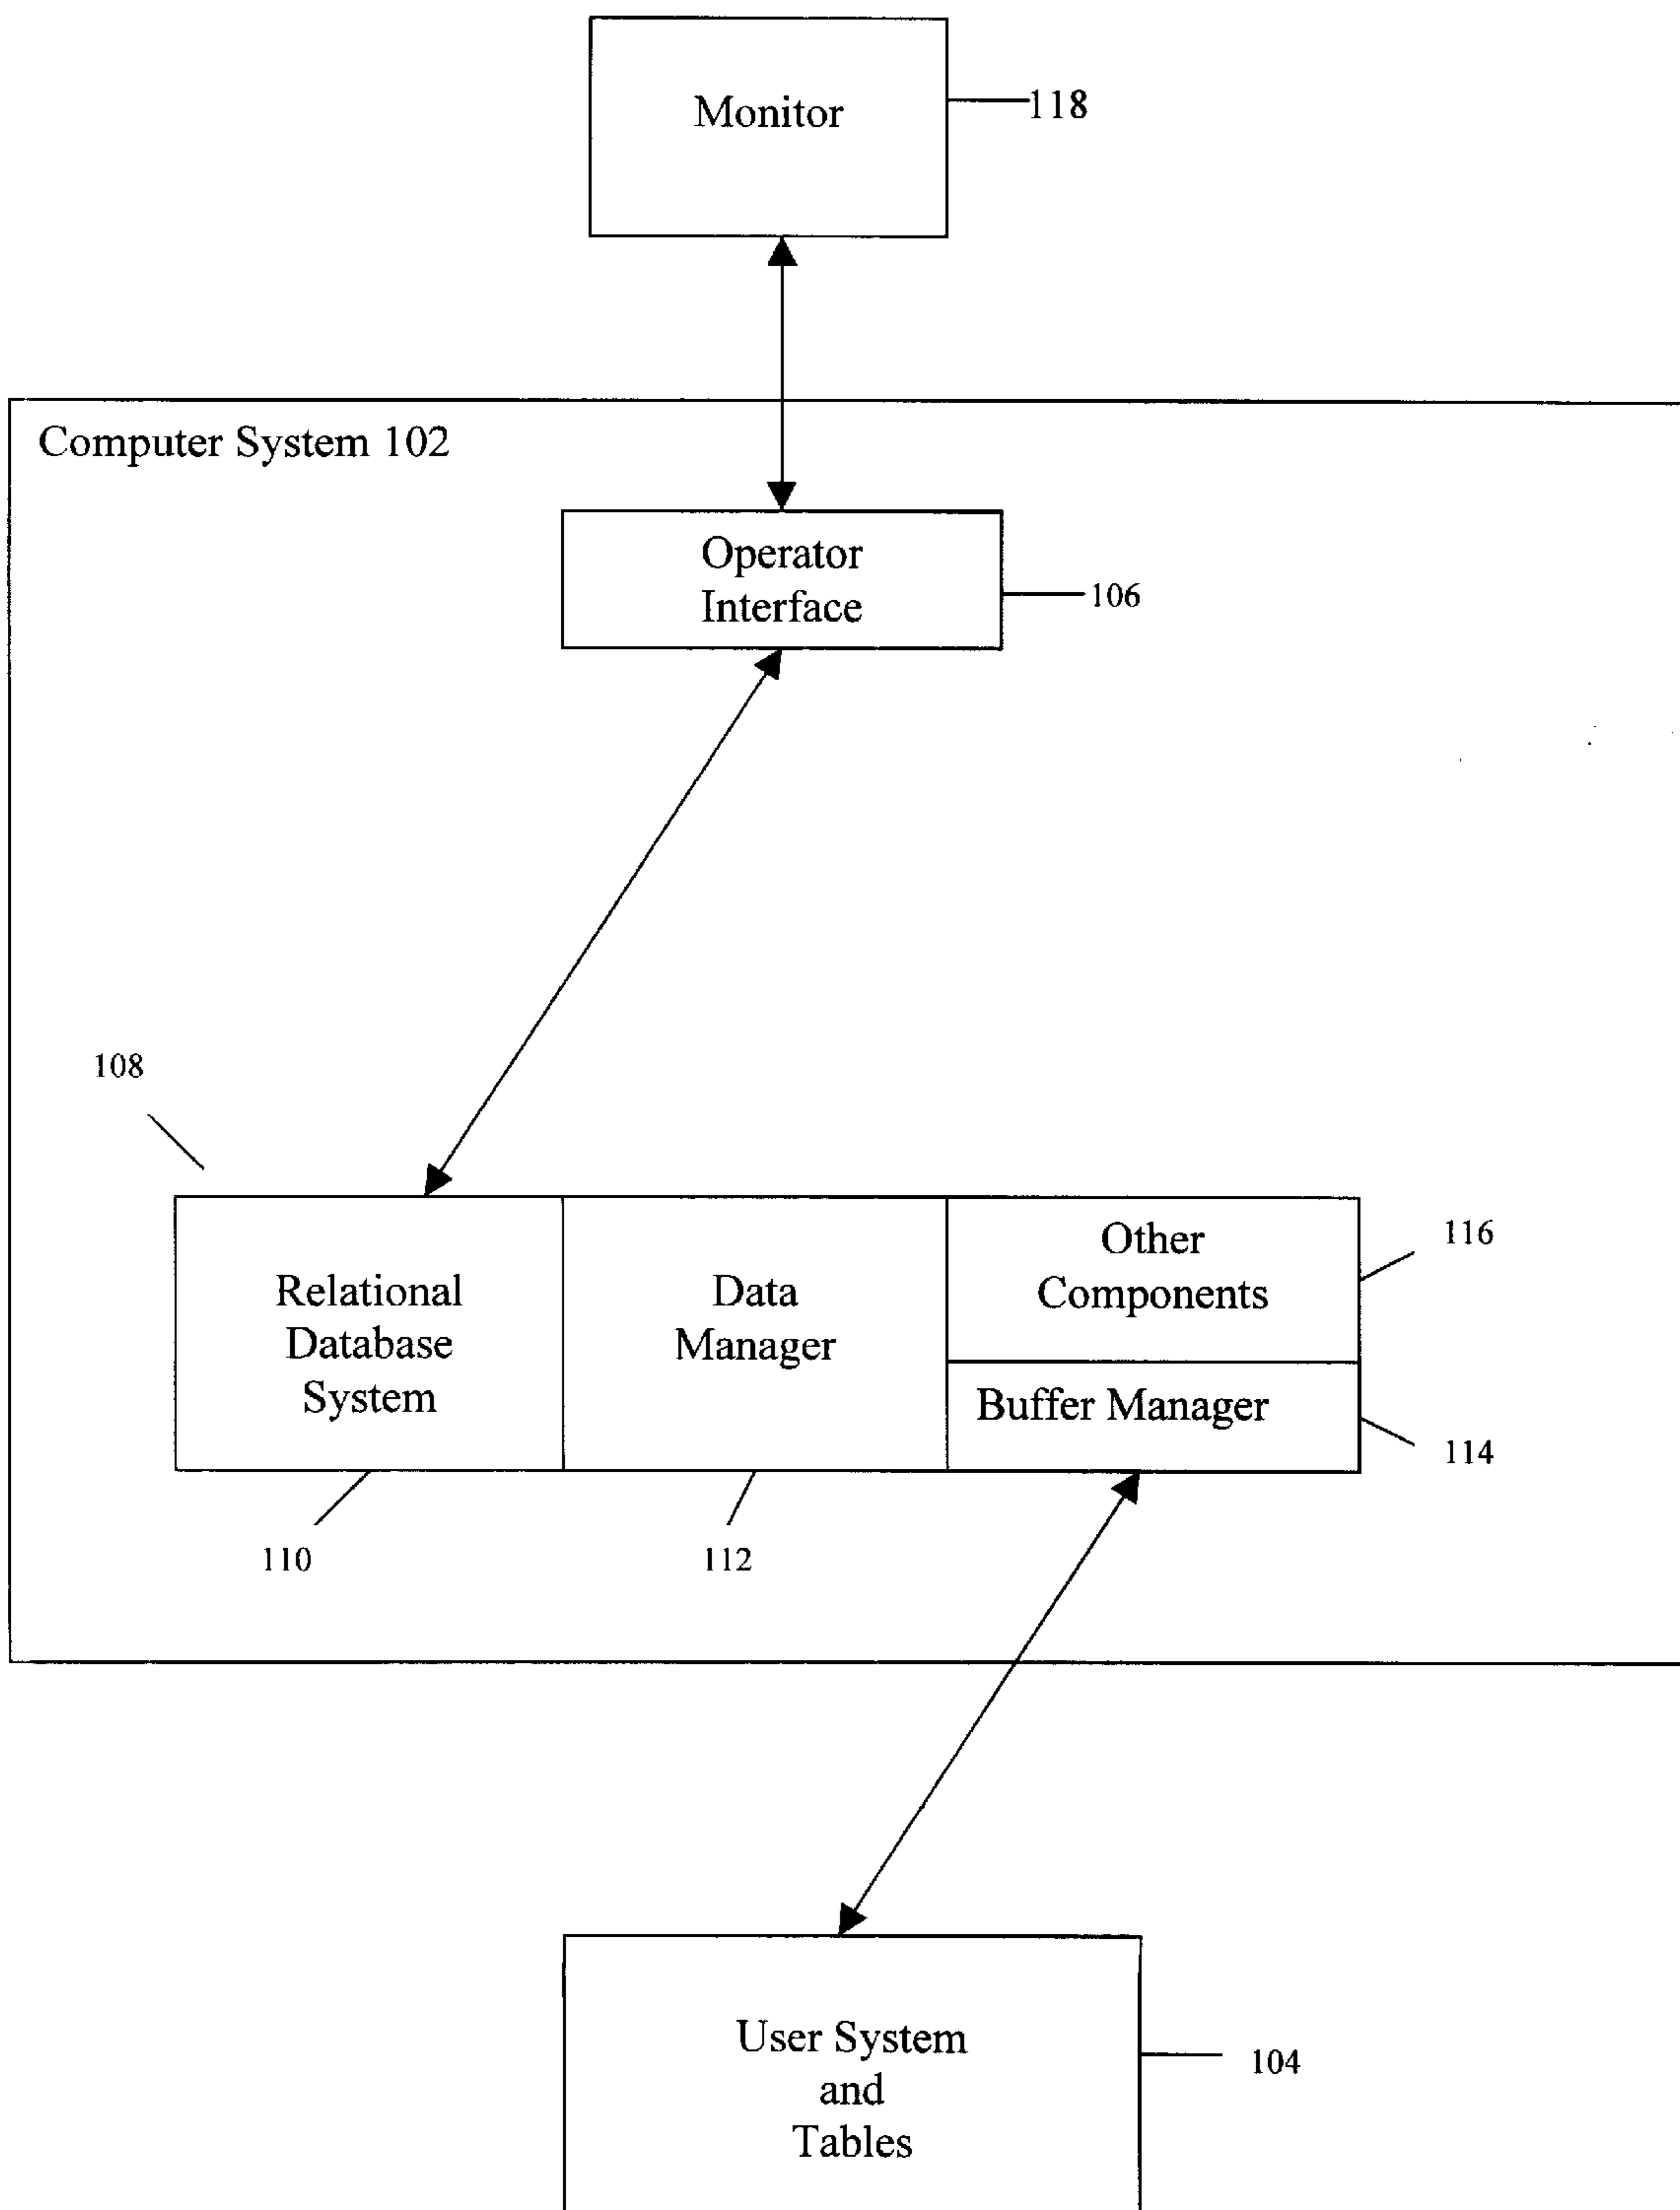 Monitor
118
Computer System 102
Operator
Interface
106
108
Relational
Database
System
Data
Manager
Other
Components
116
Buffer Manager
114
110
112
User System
and
Tables
104